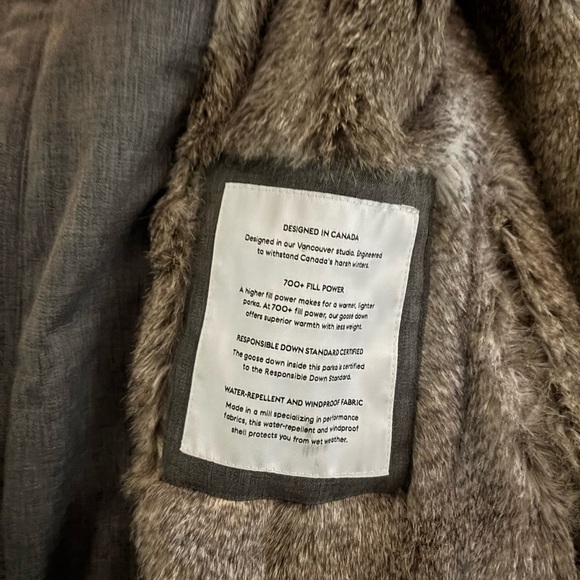 DESIGNED IN CANADA
Designed in our Vancouver studio. Engineered
to withstand Canada's harsh winters.
700+ FILL POWER
A higher fill power makes for a warmer, lighter
parka. At 700+ fill power, our goose down
offers superior warmth with less weight.
RESPONSIBLE DOWN STANDARD CERTIFIED
The goose down inside this parka is certified
to the Responsible Down Standard.
WATER-REPELLENT AND WINDPROOF FABRIC
Made in a mill specializing in performance
fabrics, this water-repellent and windproof
shell protects you from wet weather.